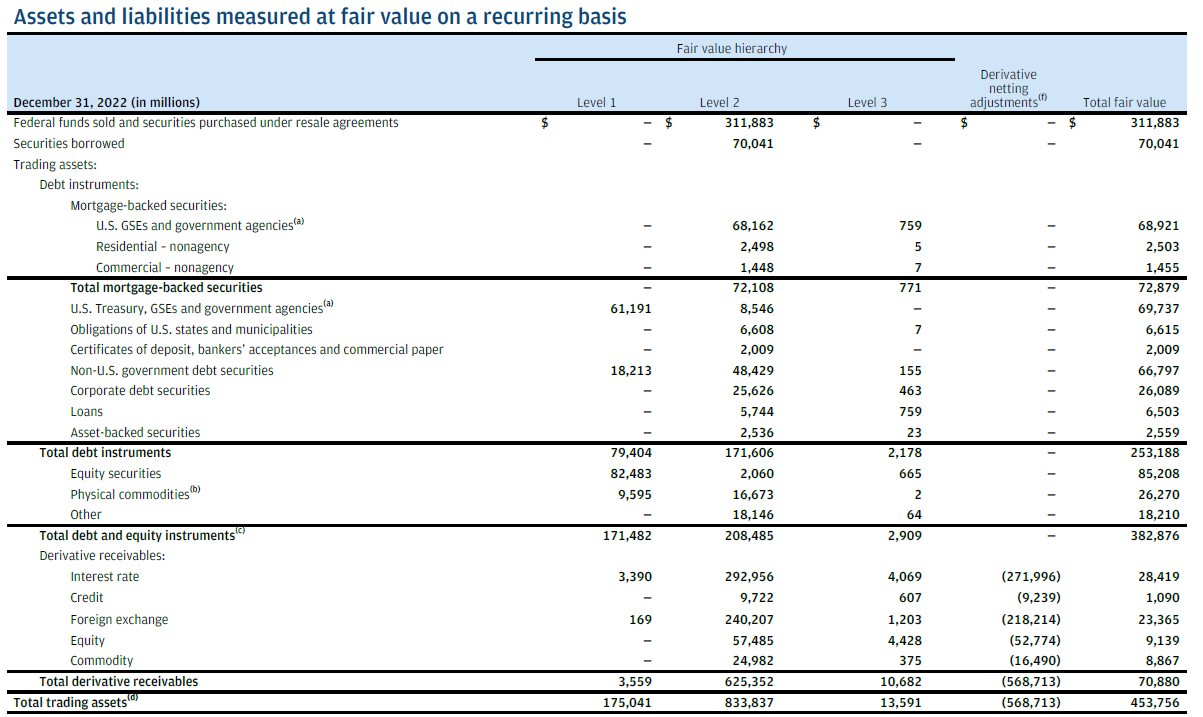 Assets and liabilities measured at fair value on a recurring basis
Fair value hierarchy
Derivative
netting
December 31, 2022 (in millions) Level 1 Level 2 Level 3 adjustments(f) Total fair value
Federal funds sold and securities purchased under resale agreements $ – $ 311,883 $ – $ – $ 311,883
Securities borrowed – 70,041 – – 70,041
Trading assets:
Debt instruments:
Mortgage-backed securities:
U.S. GSEs and government agencies(a) – 68,162 759 – 68,921
Residential – nonagency – 2,498 5 – 2,503
Commercial – nonagency – 1,448 7 – 1,455
Total mortgage-backed securities – 72,108 771 – 72,879
U.S. Treasury, GSEs and government agencies(a) 61,191 8,546 – – 69,737
Obligations of U.S. states and municipalities – 6,608 7 – 6,615
Certificates of deposit, bankers’ acceptances and commercial paper – 2,009 – – 2,009
Non-U.S. government debt securities 18,213 48,429 155 – 66,797
Corporate debt securities – 25,626 463 – 26,089
Loans – 5,744 759 – 6,503
Asset-backed securities – 2,536 23 – 2,559
Total debt instruments 79,404 171,606 2,178 – 253,188
Equity securities 82,483 2,060 665 – 85,208
Physical commodities(b) 9,595 16,673 2 – 26,270
Other – 18,146 64 – 18,210
Total debt and equity instruments(c) 171,482 208,485 2,909 – 382,876
Derivative receivables:
Interest rate 3,390 292,956 4,069 (271,996) 28,419
Credit – 9,722 607 (9,239) 1,090
Foreign exchange 169 240,207 1,203 (218,214) 23,365
Equity – 57,485 4,428 (52,774) 9,139
Commodity – 24,982 375 (16,490) 8,867
Total derivative receivables 3,559 625,352 10,682 (568,713) 70,880
Total trading assets(d) 175,041 833,837 13,591 (568,713) 453,756